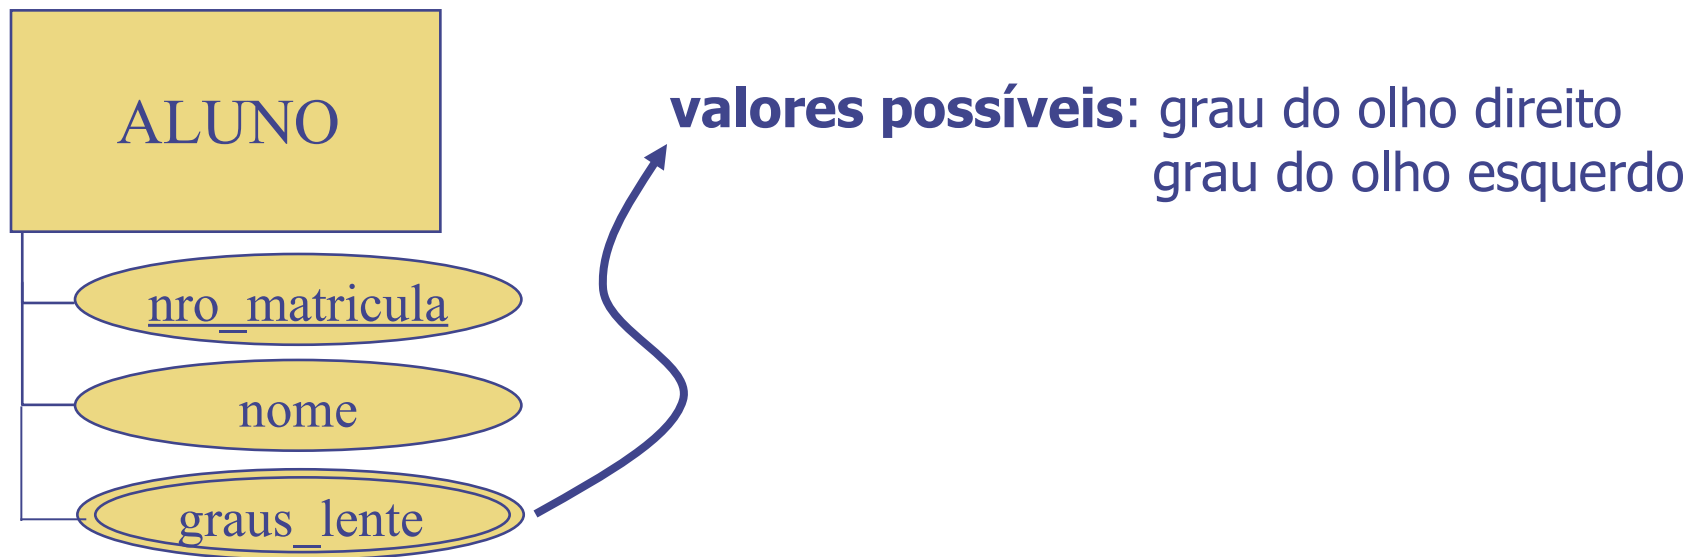 ALUNO
valores possíveis: grau do olho direito
grau do olho esquerdo
nro_matricula
nome
graus_lente